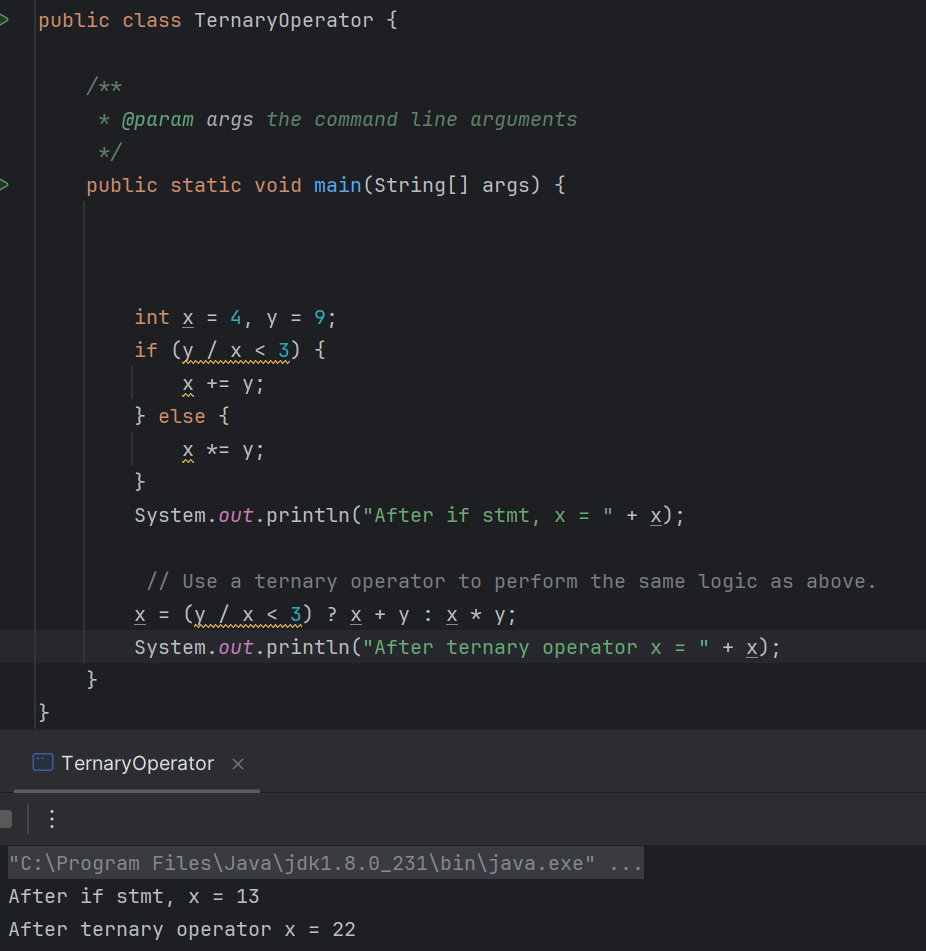 public class TernaryOperator {
/**
* @param args the command line arguments
*/
public static void main(String[] args) {
int x = 4, y = 9;
if (y / x < 3) {
x += y;
} else {
x *= y;
}
System.out.println("After if stmt, x = " + x);
// Use a ternary operator to perform the same logic as above.
x = (y / x < 3) ? x + y : x * y;
System.out.println("After ternary operator x = " + x);
}
}
TernaryOperator ×
"C:\Program Files\Java\jdk1.8.0_231\bin\java.exe" ...
After if stmt, x = 13
After ternary operator x = 22